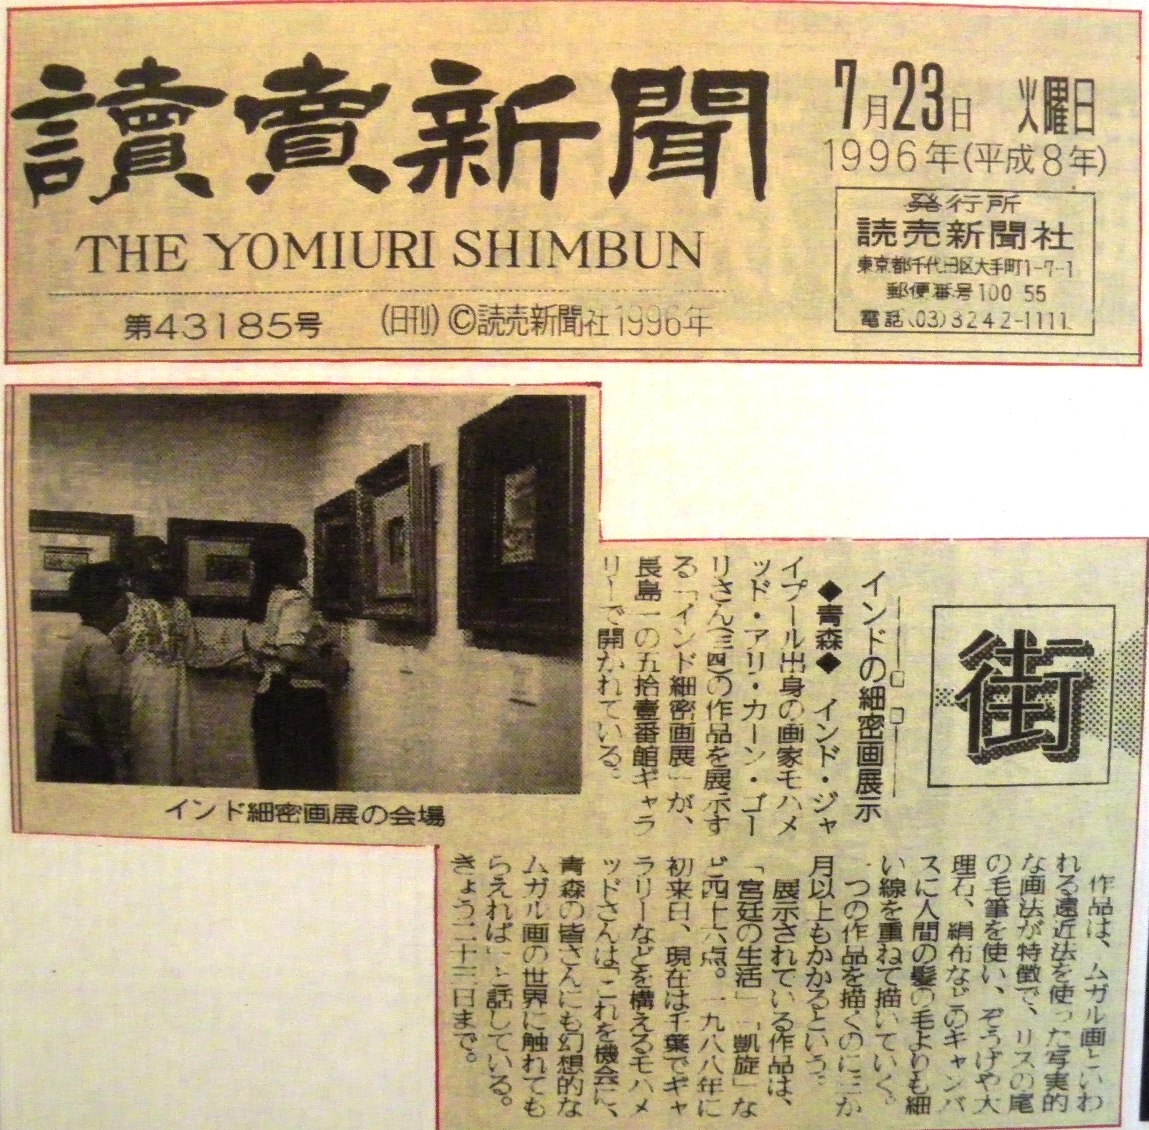 讀賣新聞
THE YOMIURI SHIMBUN
第43185号 (日刊) ©読売新聞社1996年
7月23日 火曜日
1996年(平成8年)
発行所
読売新聞社
東京都千代田区大手町1-7-1
郵便番号100 55
電話(03)3242-1111
街
インドの細密画展示
◆青森◆ インド・ジャ
イプール出身の画家モハメ
ッド・アリ・カーン・ゴー
リさん(三四)の作品を展示す
る「インド細密画展」が、
長島一の五拾壹番館ギャラ
リーで開かれている。
作品は、ムガル画といわ
れる遠近法を使った写実的
な画法が特徴で、リスの尾
の毛筆を使い、ぞうげや大
理石、絹布などのキャンバ
スに人間の髪の毛よりも細
い線を重ねて描いていく。
一つの作品を描くのに三か
月以上もかかるという。
展示されている作品は、
「宮廷の生活」「凱旋」な
ど四十六点。一九八八年に
初来日、現在は千葉でギャ
ラリーなどを構えるモハメ
ッドさんは「これを機会に、
青森の皆さんにも幻想的な
ムガル画の世界に触れても
らえれば」と話している。
きょう二十三日まで。
インド細密画展の会場